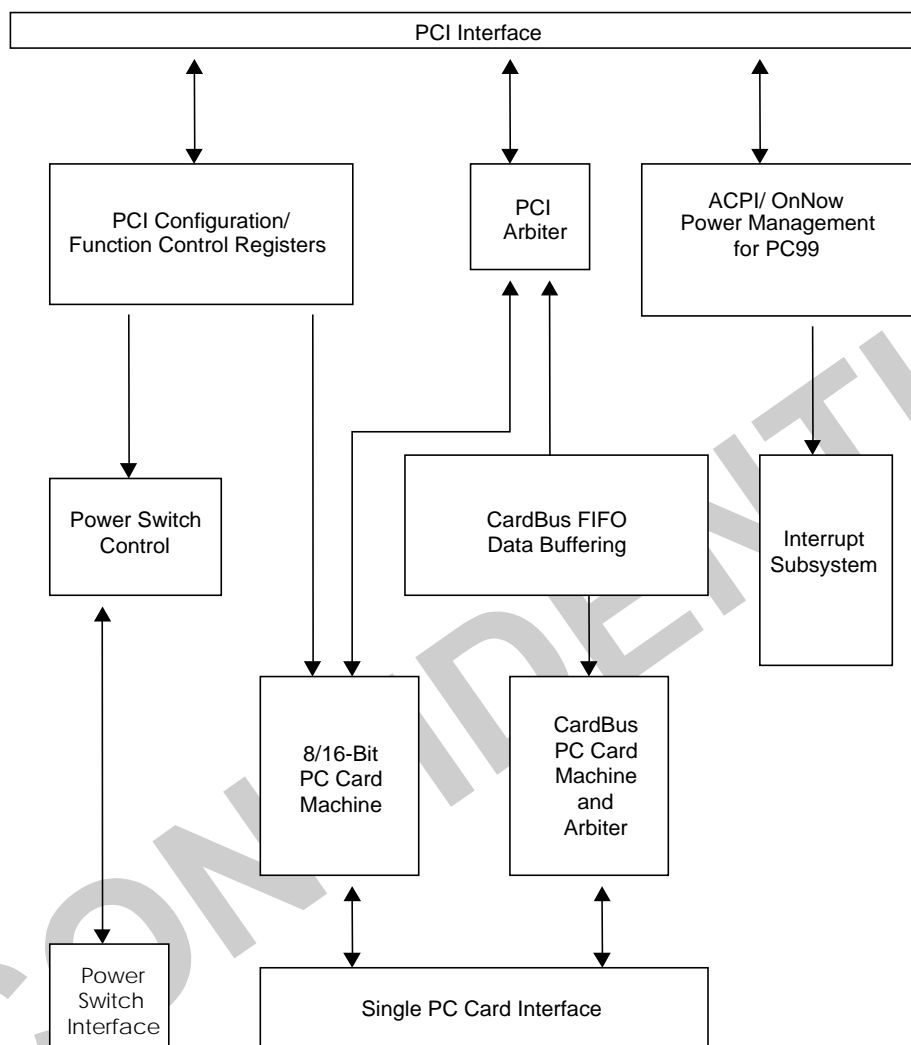 PCI Interface
PCI Configuration/
Function Control Registers
PCI
Arbiter
ACPI/ OnNow
Power Management
for PC99
Power Switch
Control
CardBus FIFO
Data Buffering
Interrupt
Subsystem
8/16-Bit
PC Card
Machine
CardBus
PC Card
Machine
and
Arbiter
Power
Switch
Interface
Single PC Card Interface
CONFIDENTI